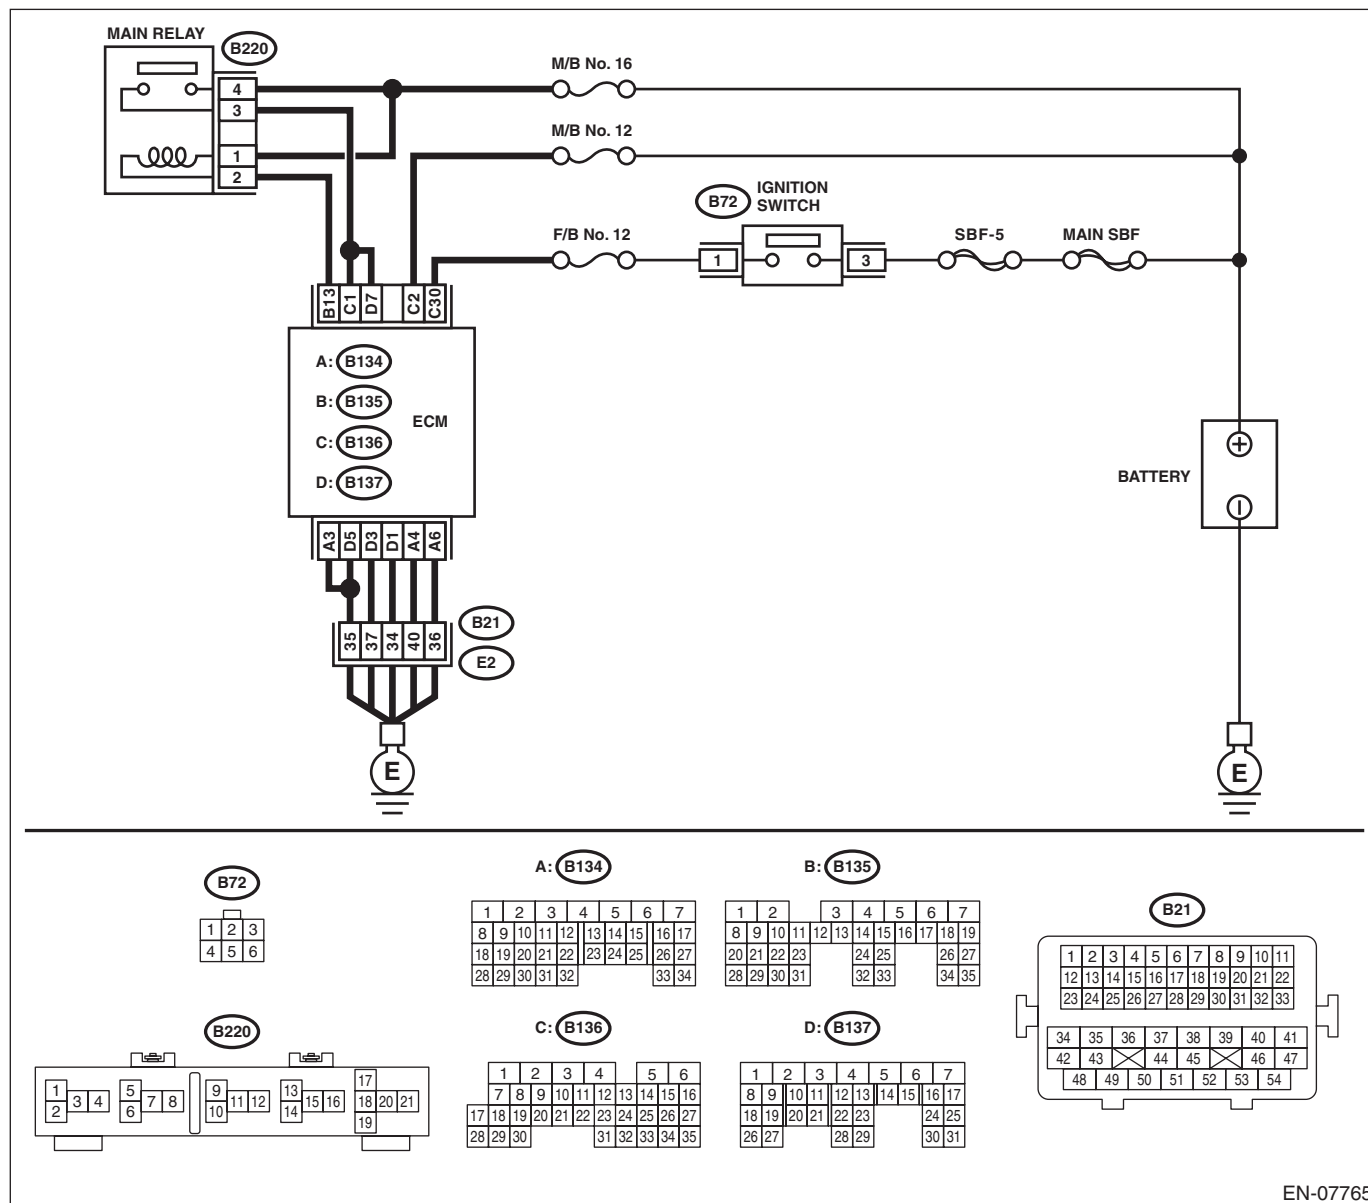 MAIN RELAY
B220
M/B No. 16
4
3
M/B No. 12
1
2
B72
IGNITION
SWITCH
F/B No. 12
1
3
SBF-5
MAIN SBF
B13 C1 D7 C2 C30
A: B134
B: B135
ECM
C: B136
D: B137
BATTERY
+
−
A3 D5 D3 D1 A4 A6
35 37 34 40 36
B21
E2
E
E
B72
1 2 3
4 5 6
A: B134
1 2 3 4 5 6 7
8 9 10 11 12 13 14 15 16 17
18 19 20 21 22 23 24 25 26 27
28 29 30 31 32 33 34
B: B135
1 2 3 4 5 6 7
8 9 10 11 12 13 14 15 16 17 18 19
20 21 22 23 24 25 26 27
28 29 30 31 32 33 34 35
B21
1 2 3 4 5 6 7 8 9 10 11
12 13 14 15 16 17 18 19 20 21 22
23 24 25 26 27 28 29 30 31 32 33
34 35 36 37 38 39 40 41
42 43 44 45 46 47
48 49 50 51 52 53 54
B220
1 2 3 4 5 6 7 8 9 10 11 12 13 14 15 16 17 18 19 20 21
C: B136
1 2 3 4 5 6
7 8 9 10 11 12 13 14 15 16
17 18 19 20 21 22 23 24 25 26 27
28 29 30 31 32 33 34 35
D: B137
1 2 3 4 5 6 7
8 9 10 11 12 13 14 15 16 17
18 19 20 21 22 23 24 25
26 27 28 29 30 31
EN-07765